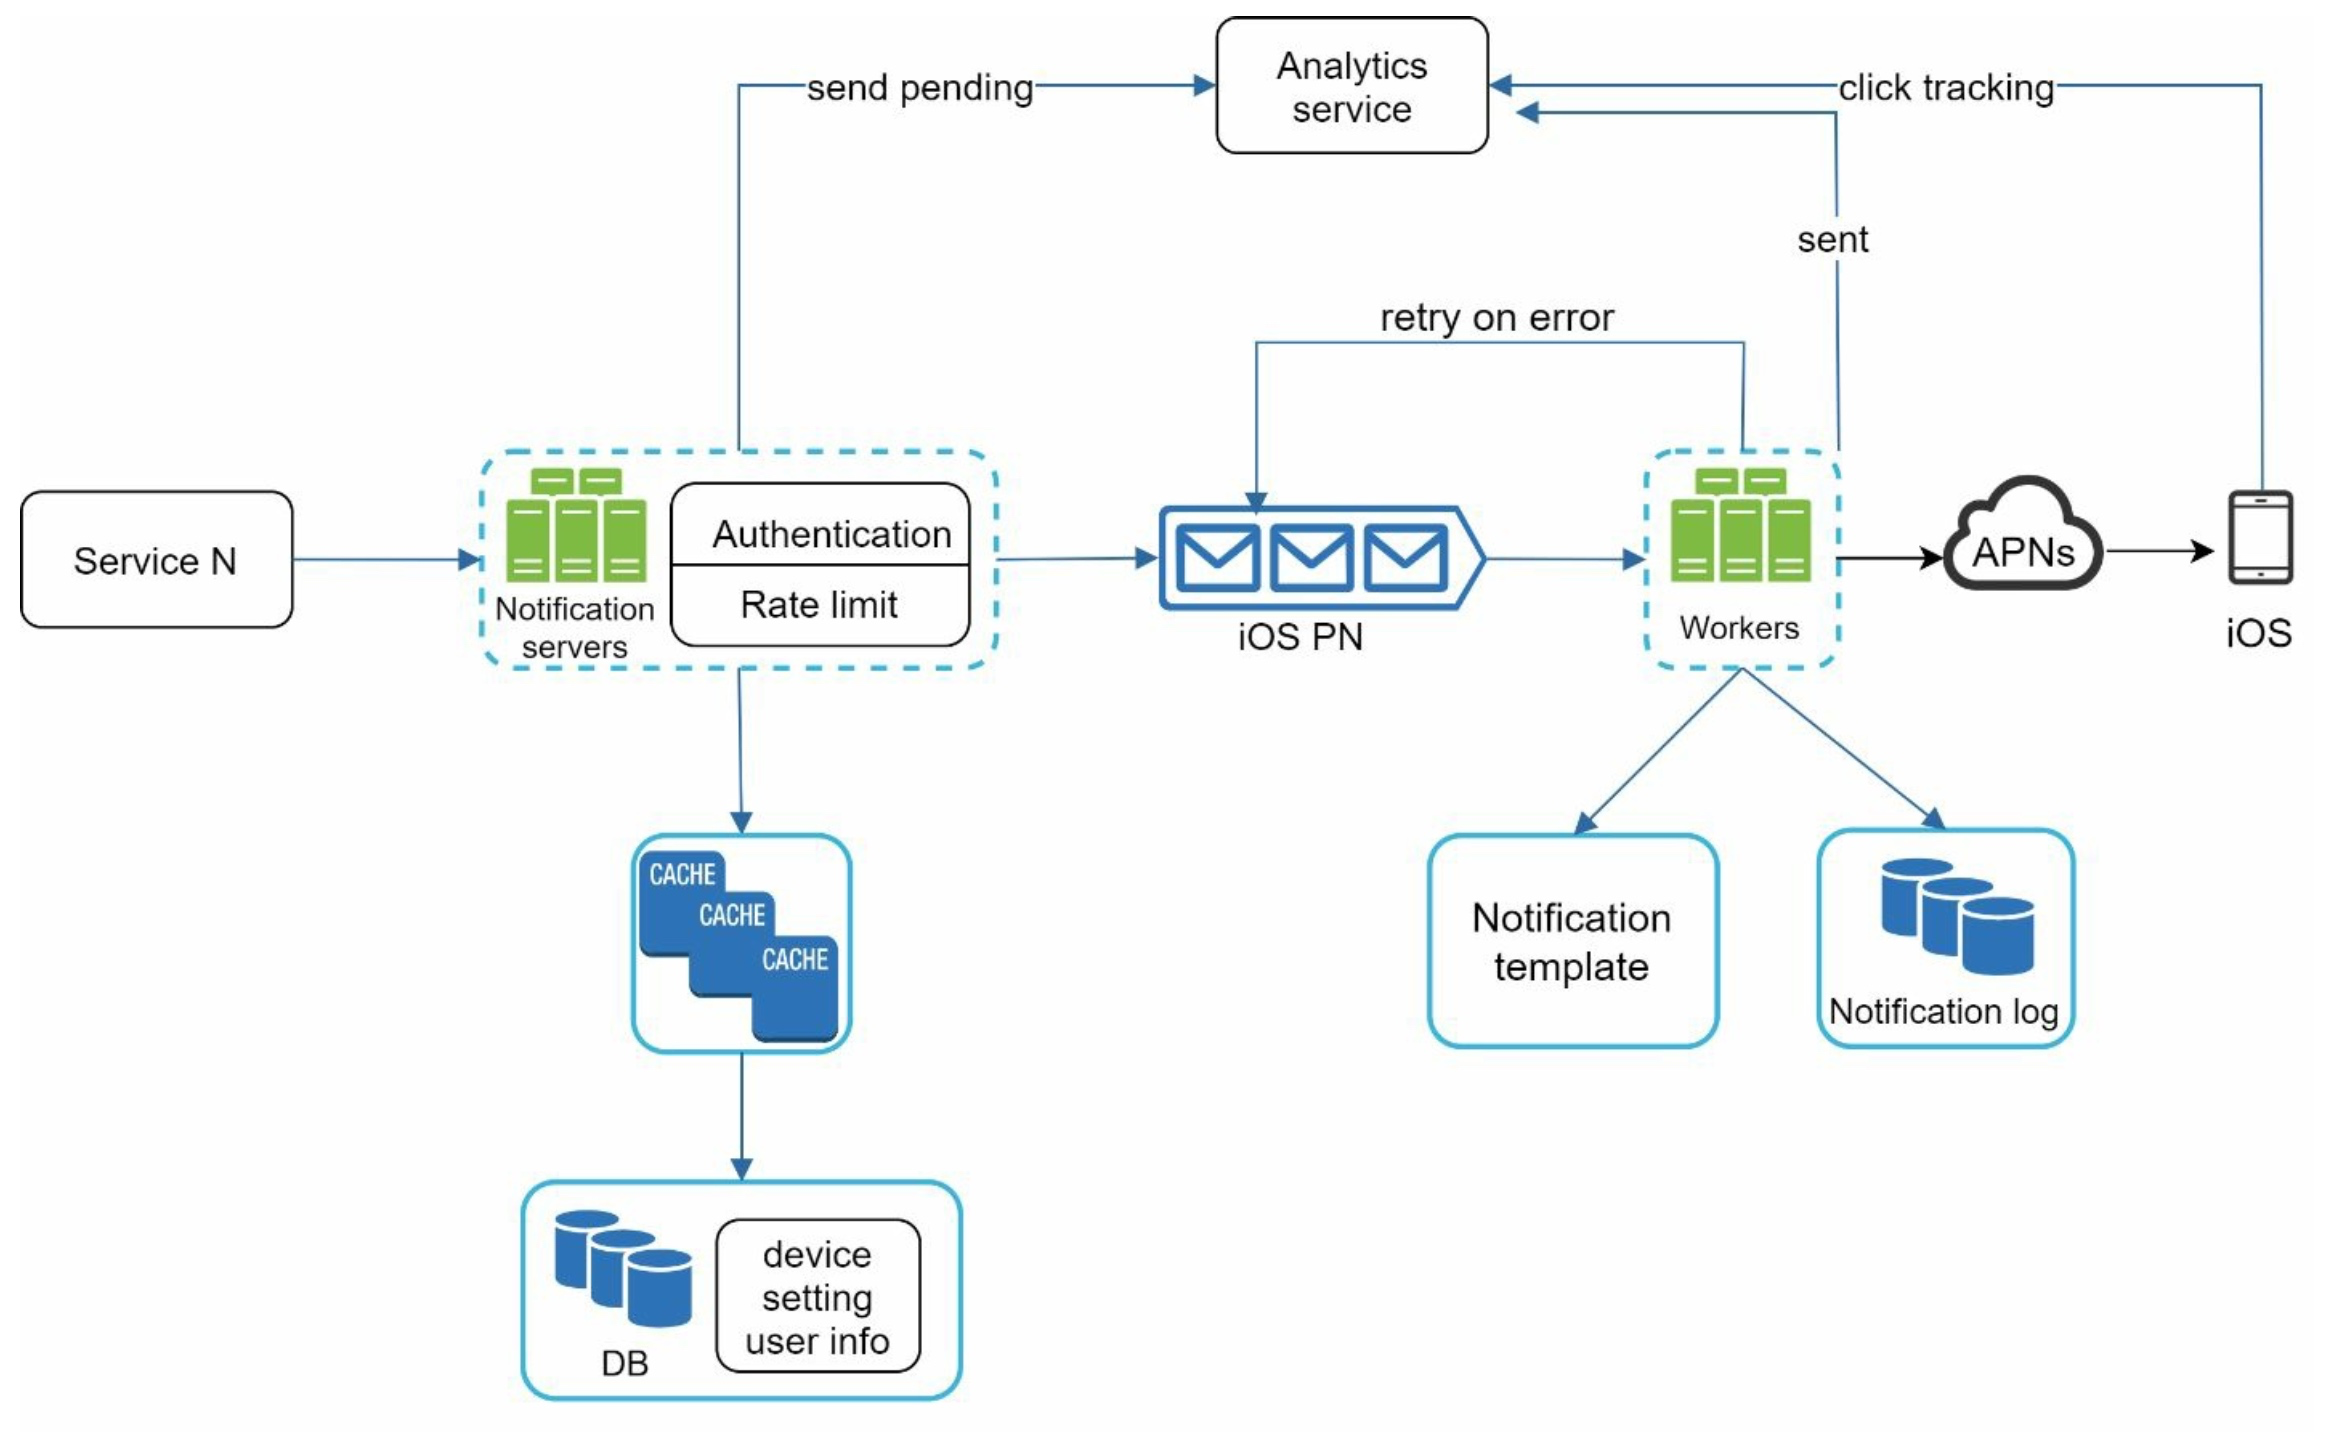 Analytics
service
send pending
click tracking
sent
retry on error
Service N
Notification
servers
Authentication
Rate limit
iOS PN
Workers
APNs
iOS
CACHE
CACHE
CACHE
Notification
template
Notification log
DB
device
setting
user info